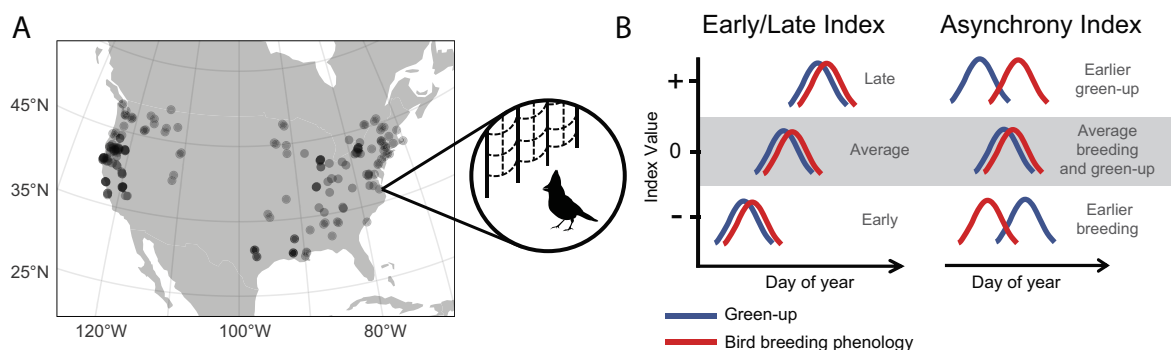 A
45°N
35°N
25°N
120°W
100°W
80°W
B
Early/Late Index
Asynchrony Index
Index Value
+
0
-
Late
Average
Early
Earlier
green-up
Average
breeding
and green-up
Earlier
breeding
Day of year
Day of year
Green-up
Bird breeding phenology